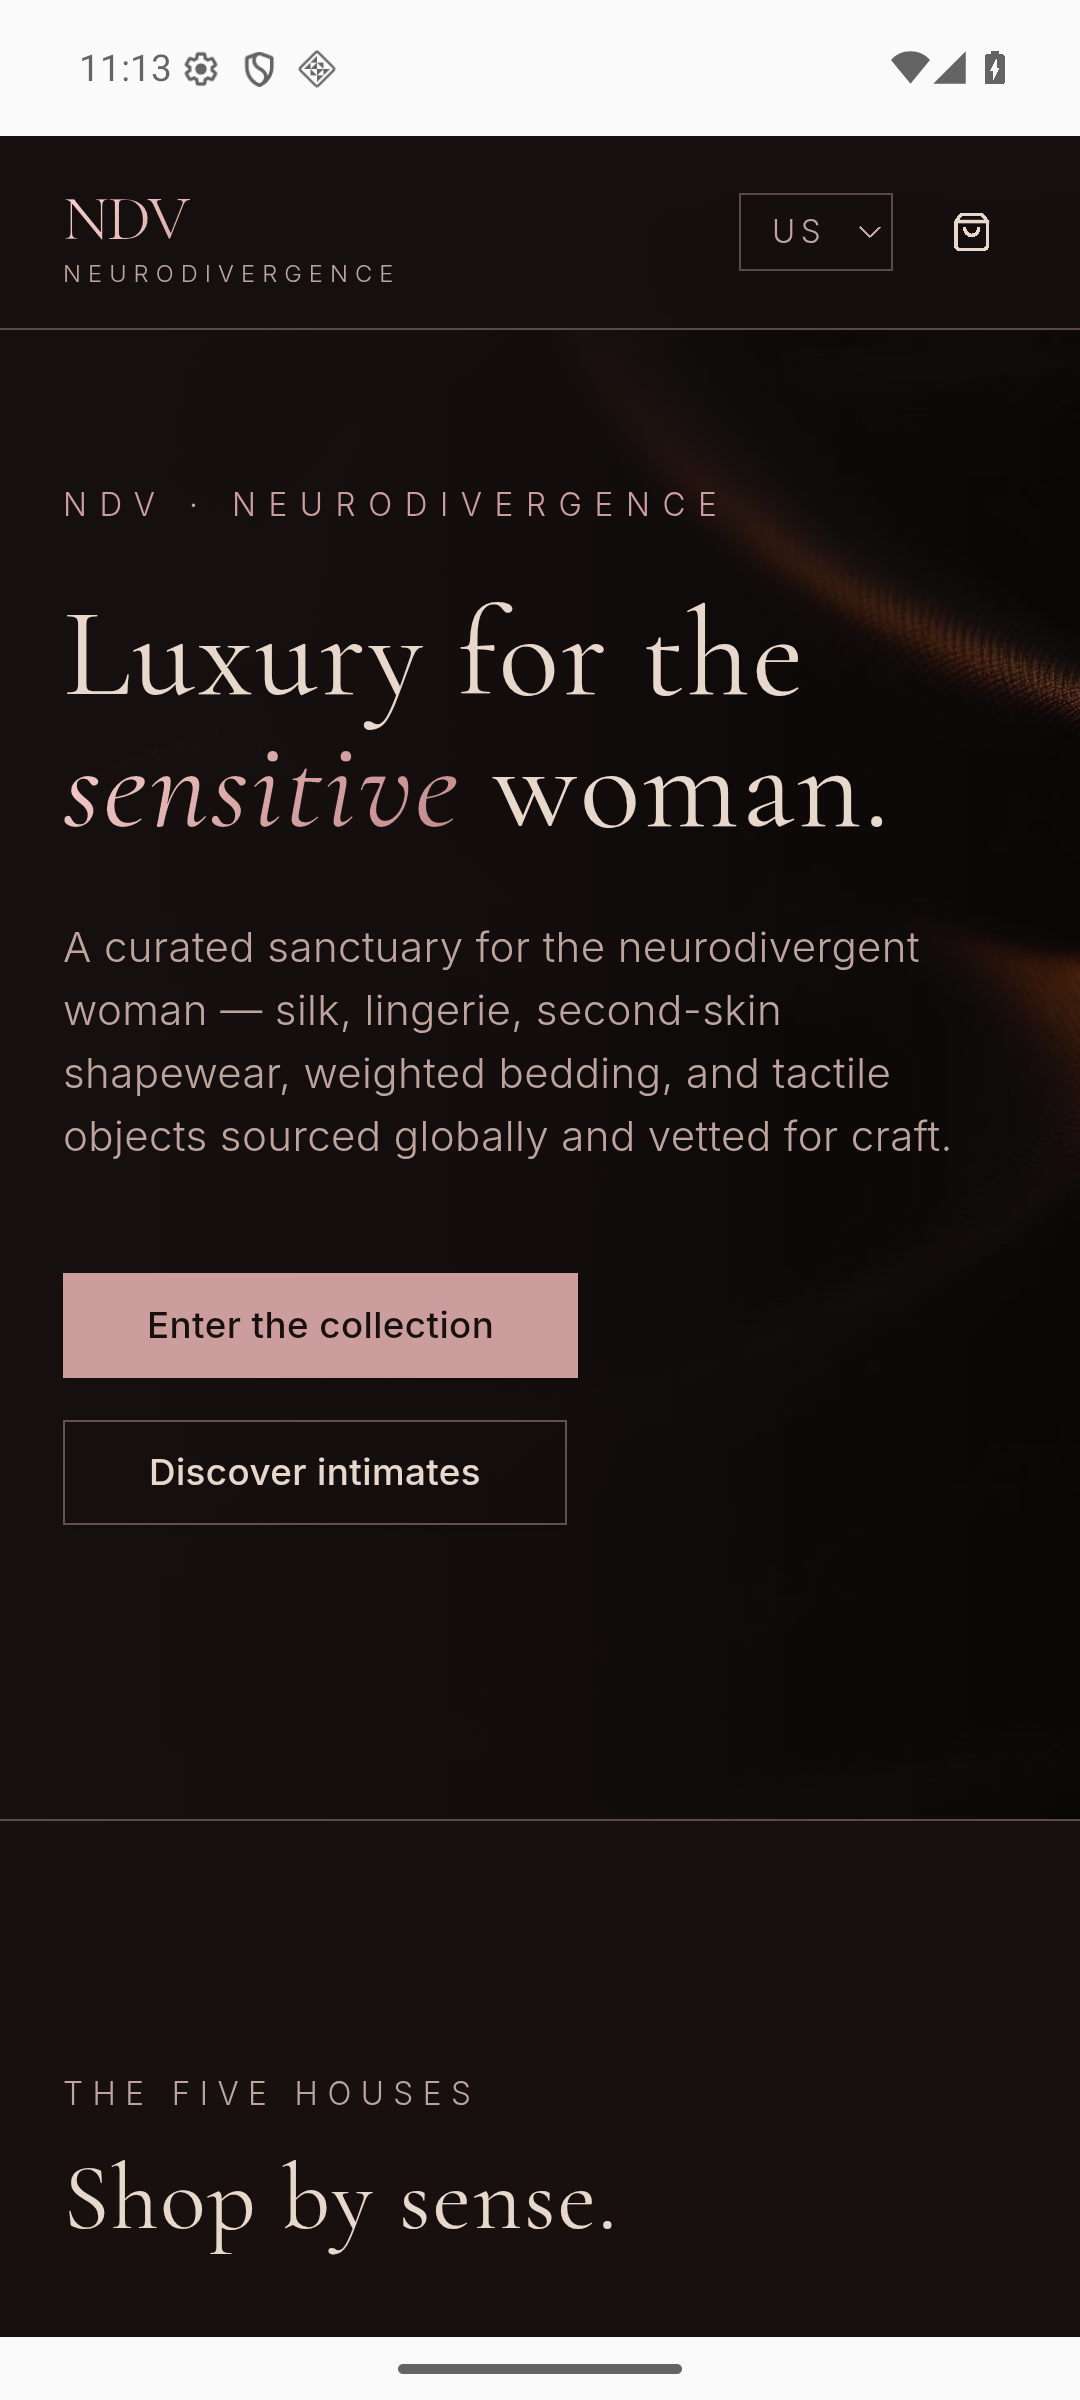 11:13
NDV
NEURODIVERGENCE
US
NDV · NEURODIVERGENCE
Luxury for the
sensitive woman.
A curated sanctuary for the neurodivergent
woman — silk, lingerie, second-skin
shapewear, weighted bedding, and tactile
objects sourced globally and vetted for craft.
Enter the collection
Discover intimates
THE FIVE HOUSES
Shop by sense.